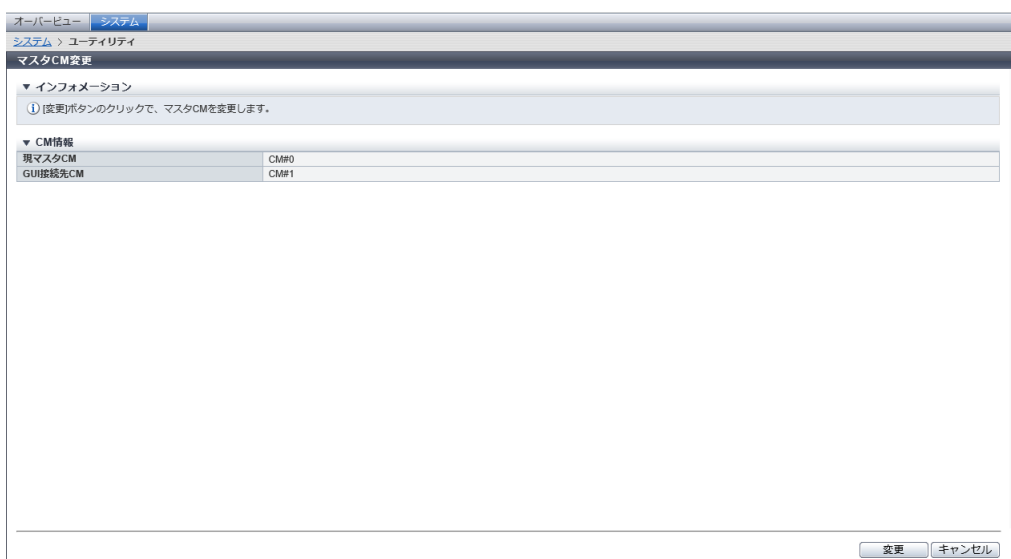 オーバービュー システム
システム > ユーティリティ
マスタCM変更
▼ インフォメーション
[変更]ボタンのクリックで、マスタCMを変更します。
▼ CM情報
現マスタCM CM#0
GUI接続先CM CM#1
変更 キャンセル